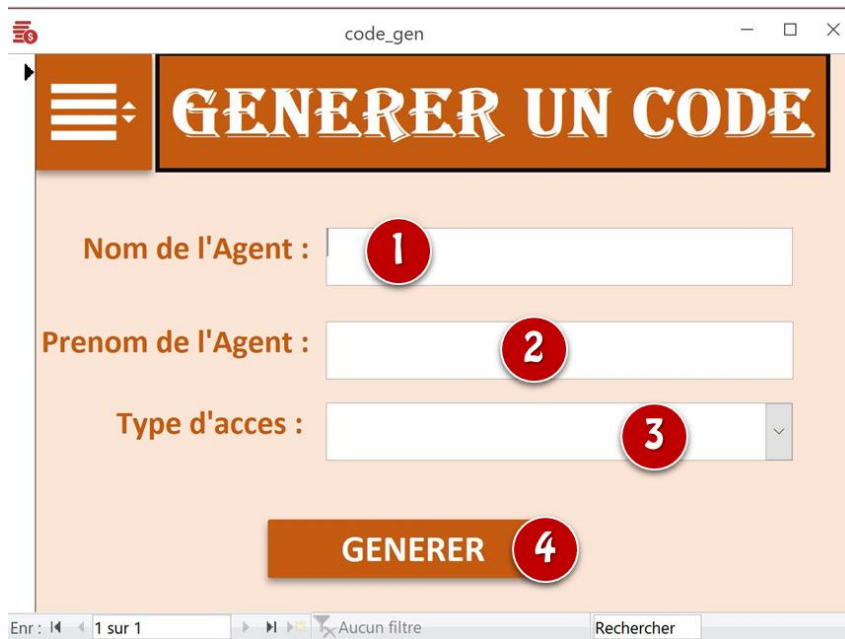 code_gen
GENERER UN CODE
Nom de l'Agent : 1
Prenom de l'Agent : 2
Type d'acces : 3
GENERER 4
Enr : 1 sur 1 Aucun filtre Rechercher